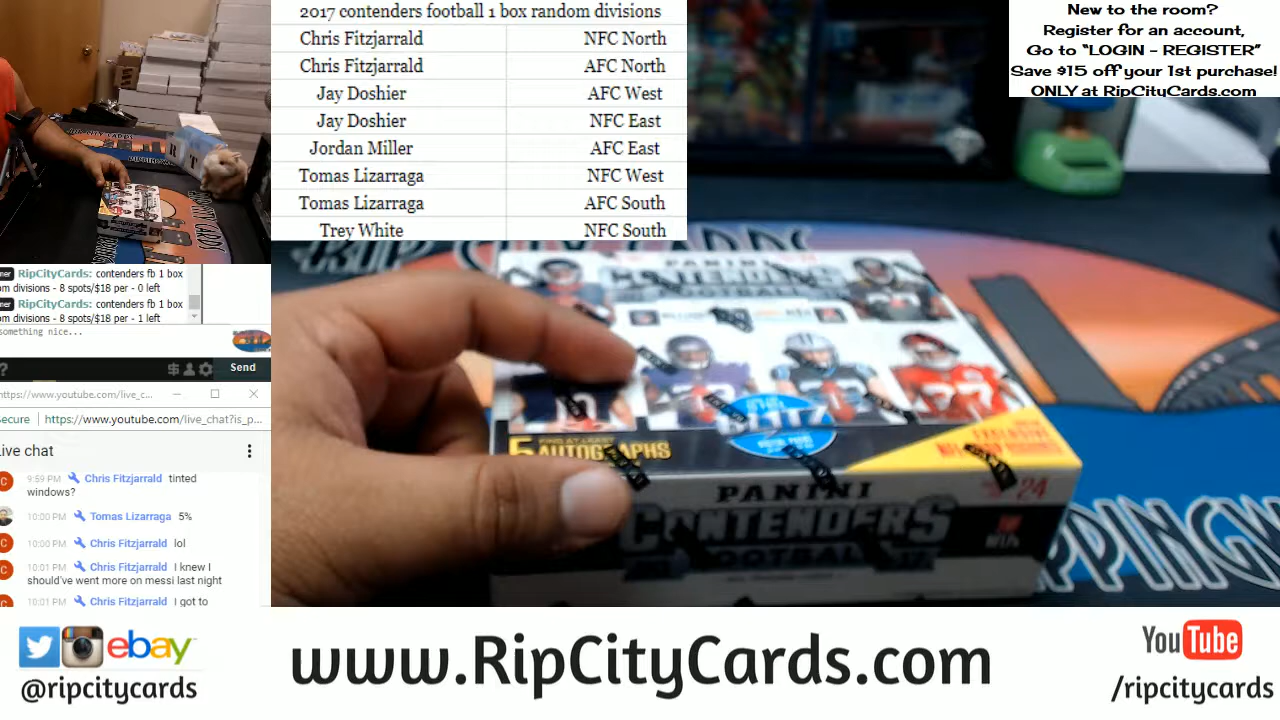 2017 contenders football 1 box random divisions
Chris Fitzjarrald NFC North
Chris Fitzjarrald AFC North
Jay Doshier AFC West
Jay Doshier NFC East
Jordan Miller AFC East
Tomas Lizarraga NFC West
Tomas Lizarraga AFC South
Trey White NFC South
New to the room?
Register for an account,
Go to “LOGIN - REGISTER”
Save $15 off your 1st purchase!
ONLY at RipCityCards.com
RipCityCards: contenders fb 1 box
om divisions - 8 spots/$18 per - 0 left
RipCityCards: contenders fb 1 box
om divisions - 8 spots/$18 per - 1 left
something nice...
Send
https://www.youtube.com/live_c...
ecure https://www.youtube.com/live_chat?is_p...
ive chat
9:59 PM Chris Fitzjarrald tinted
windows?
10:00 PM Tomas Lizarraga 5%
10:00 PM Chris Fitzjarrald lol
10:01 PM Chris Fitzjarrald I knew I
should've went more on messi last night
10:01 PM Chris Fitzjarrald I got to
RIP CITY CARDS
PANINI
CONTENDERS
FOOTBALL
5 AUTOGRAPHS
BLITZ
PANINI
CONTENDERS
FOOTBALL
24
ebay
@ripcitycards
www.RipCityCards.com
YouTube
/ripcitycards